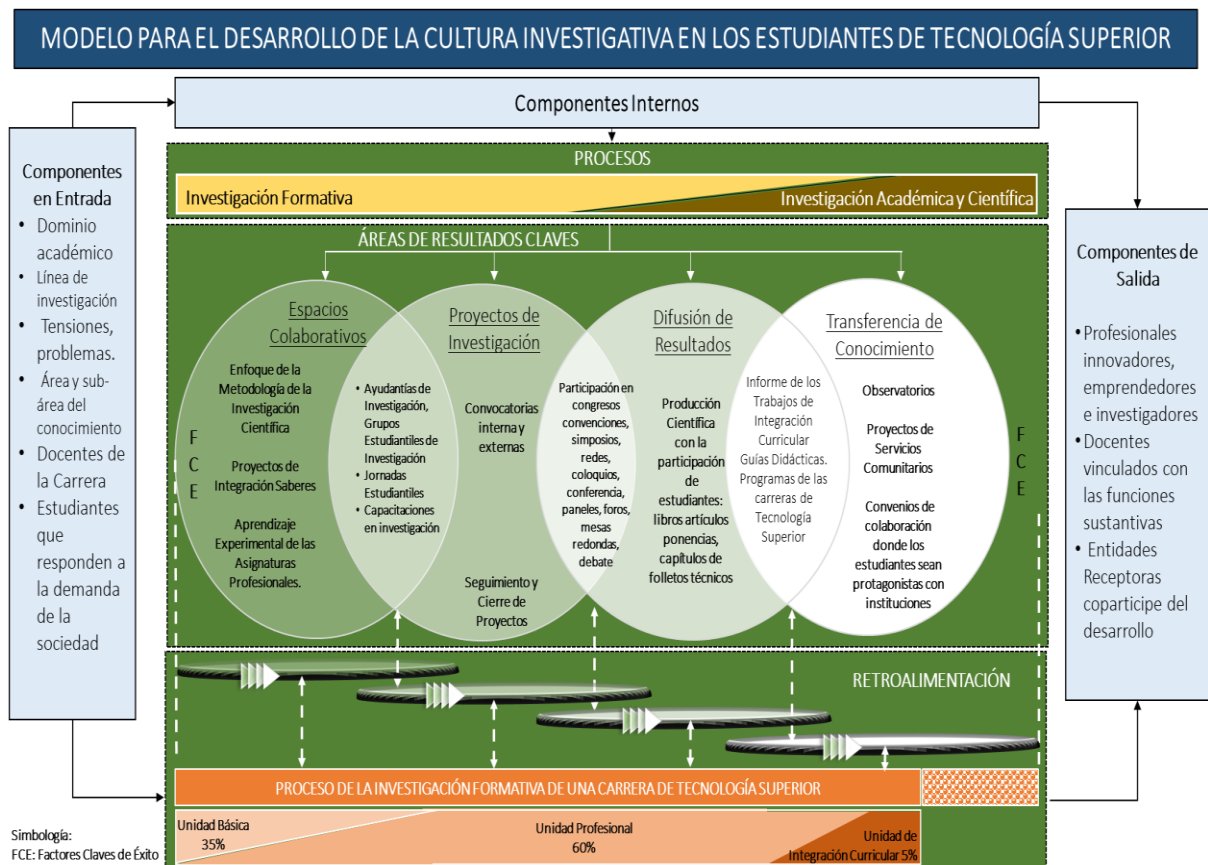 MODELO PARA EL DESARROLLO DE LA CULTURA INVESTIGATIVA EN LOS ESTUDIANTES DE TECNOLOGÍA SUPERIOR
Componentes Internos
Componentes
en Entrada
• Dominio
académico
• Línea de
investigación
• Tensiones,
problemas.
• Área y sub-
área del
conocimiento
• Docentes de
la Carrera
• Estudiantes
que
responden a
la demanda
de la
sociedad
PROCESOS
Investigación Formativa
Investigación Académica y Científica
ÁREAS DE RESULTADOS CLAVES
Espacios
Colaborativos
Enfoque de la
Metodología de la
Investigación
Científica
Proyectos de
Integración Saberes
Aprendizaje
Experimental de las
Asignaturas
Profesionales.
F
C
E
• Ayudantías de
Investigación,
Grupos
Estudiantiles de
Investigación
• Jornadas
Estudiantiles
• Capacitaciones
en investigación
Proyectos de
Investigación
Convocatorias
interna y
externas
Seguimiento y
Cierre de
Proyectos
Participación en
congresos
convenciones,
simposios,
redes,
coloquios,
conferencia,
paneles, foros,
mesas
redondas,
debate
Difusión de
Resultados
Producción
Científica
con la
participación
de
estudiantes:
libros artículos
ponencias,
capítulos de
folletos técnicos
Informe de los
Trabajos de
Integración
Curricular
Guías Didácticas.
Programas de las
carreras de
Tecnología
Superior
Transferencia de
Conocimiento
Observatorios
Proyectos de
Servicios
Comunitarios
Convenios de
colaboración
donde los
estudiantes sean
protagonistas con
instituciones
F
C
E
Componentes de
Salida
• Profesionales
innovadores,
emprendedores
e investigadores
• Docentes
vinculados con
las funciones
sustantivas
• Entidades
Receptoras
coparticipe del
desarrollo
RETROALIMENTACIÓN
PROCESO DE LA INVESTIGACIÓN FORMATIVA DE UNA CARRERA DE TECNOLOGÍA SUPERIOR
Unidad Básica
35%
Unidad Profesional
60%
Unidad de
Integración Curricular 5%
Simbología:
FCE: Factores Claves de Éxito